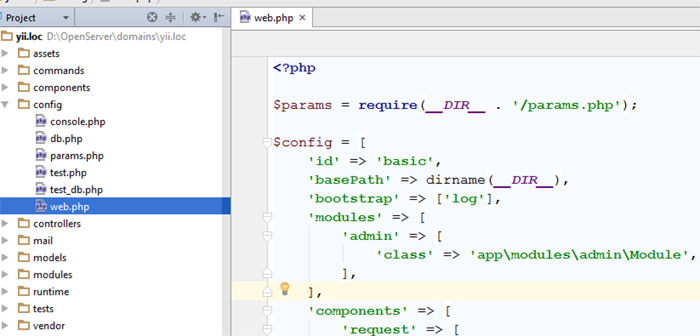 Project
web.php
yii.loc D:\OpenServer\domains\yii.loc
assets
commands
components
config
console.php
db.php
params.php
test.php
test_db.php
web.php
controllers
mail
models
modules
runtime
tests
vendor
<?php
$params = require(__DIR__ . '/params.php');
$config = [
'id' => 'basic',
'basePath' => dirname(__DIR__),
'bootstrap' => ['log'],
'modules' => [
'admin' => [
'class' => 'app\modules\admin\Module',
],
],
'components' => [
'request' => [